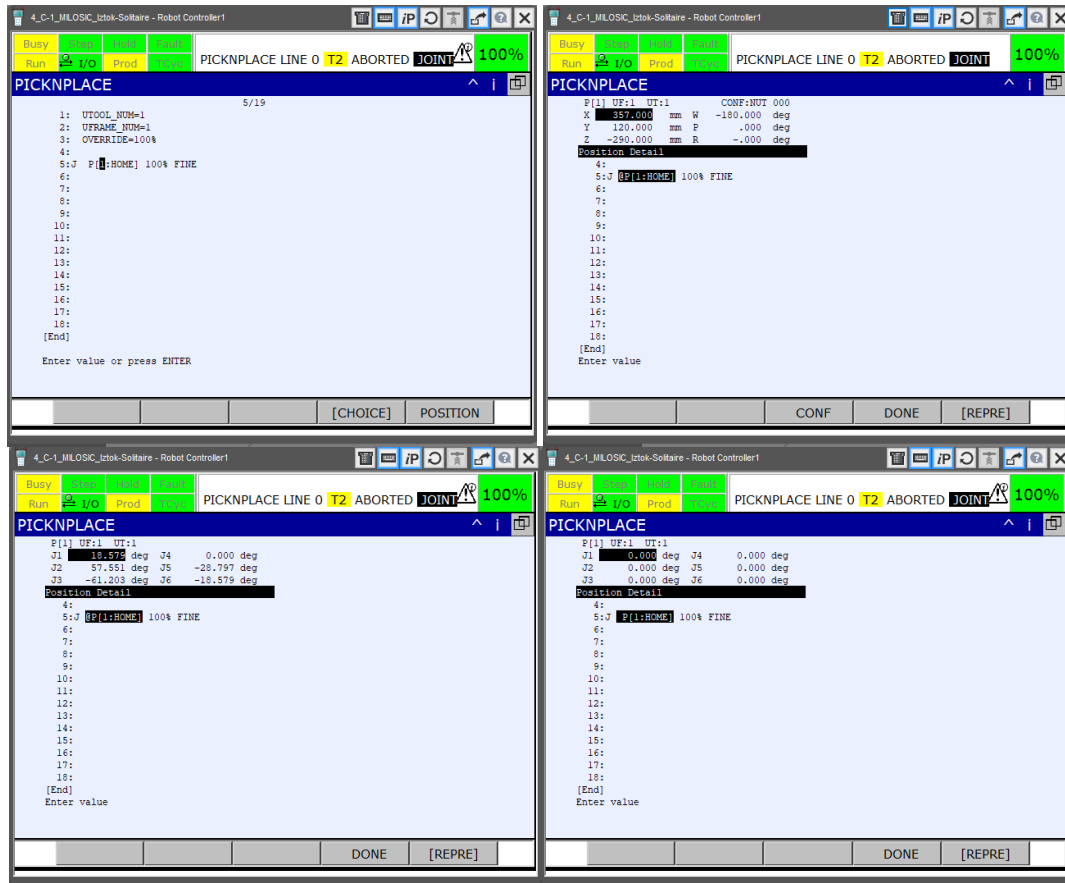 4_C-1_MILOSIC_Iztok-Solitaire - Robot Controller1
iP
Busy Step Hold Fault
Run I/O Prod TCyc
PICKNPLACE LINE 0 T2 ABORTED JOINT 100%
PICKNPLACE
5/19
1: UTOOL_NUM=1
2: UFRAME_NUM=1
3: OVERRIDE=100%
4:
5:J P[1:HOME] 100% FINE
6:
7:
8:
9:
10:
11:
12:
13:
14:
15:
16:
17:
18:
[End]
Enter value or press ENTER
[CHOICE] POSITION
4_C-1_MILOSIC_Iztok-Solitaire - Robot Controller1
iP
Busy Step Hold Fault
Run I/O Prod TCyc
PICKNPLACE LINE 0 T2 ABORTED JOINT 100%
PICKNPLACE
P[1] UF:1 UT:1 CONF:NUT 000
X 357.000 mm W -180.000 deg
Y 120.000 mm P .000 deg
Z -290.000 mm R -.000 deg
Position Detail
4:
5:J @P[1:HOME] 100% FINE
6:
7:
8:
9:
10:
11:
12:
13:
14:
15:
16:
17:
18:
[End]
Enter value
CONF DONE [REPRE]
4_C-1_MILOSIC_Iztok-Solitaire - Robot Controller1
iP
Busy Step Hold Fault
Run I/O Prod TCyc
PICKNPLACE LINE 0 T2 ABORTED JOINT 100%
PICKNPLACE
P[1] UF:1 UT:1
J1 18.579 deg J4 0.000 deg
J2 57.551 deg J5 -28.797 deg
J3 -61.203 deg J6 -18.579 deg
Position Detail
4:
5:J @P[1:HOME] 100% FINE
6:
7:
8:
9:
10:
11:
12:
13:
14:
15:
16:
17:
18:
[End]
Enter value
DONE [REPRE]
4_C-1_MILOSIC_Iztok-Solitaire - Robot Controller1
iP
Busy Step Hold Fault
Run I/O Prod TCyc
PICKNPLACE LINE 0 T2 ABORTED JOINT 100%
PICKNPLACE
P[1] UF:1 UT:1
J1 0.000 deg J4 0.000 deg
J2 0.000 deg J5 0.000 deg
J3 0.000 deg J6 0.000 deg
Position Detail
4:
5:J P[1:HOME] 100% FINE
6:
7:
8:
9:
10:
11:
12:
13:
14:
15:
16:
17:
18:
[End]
Enter value
DONE [REPRE]